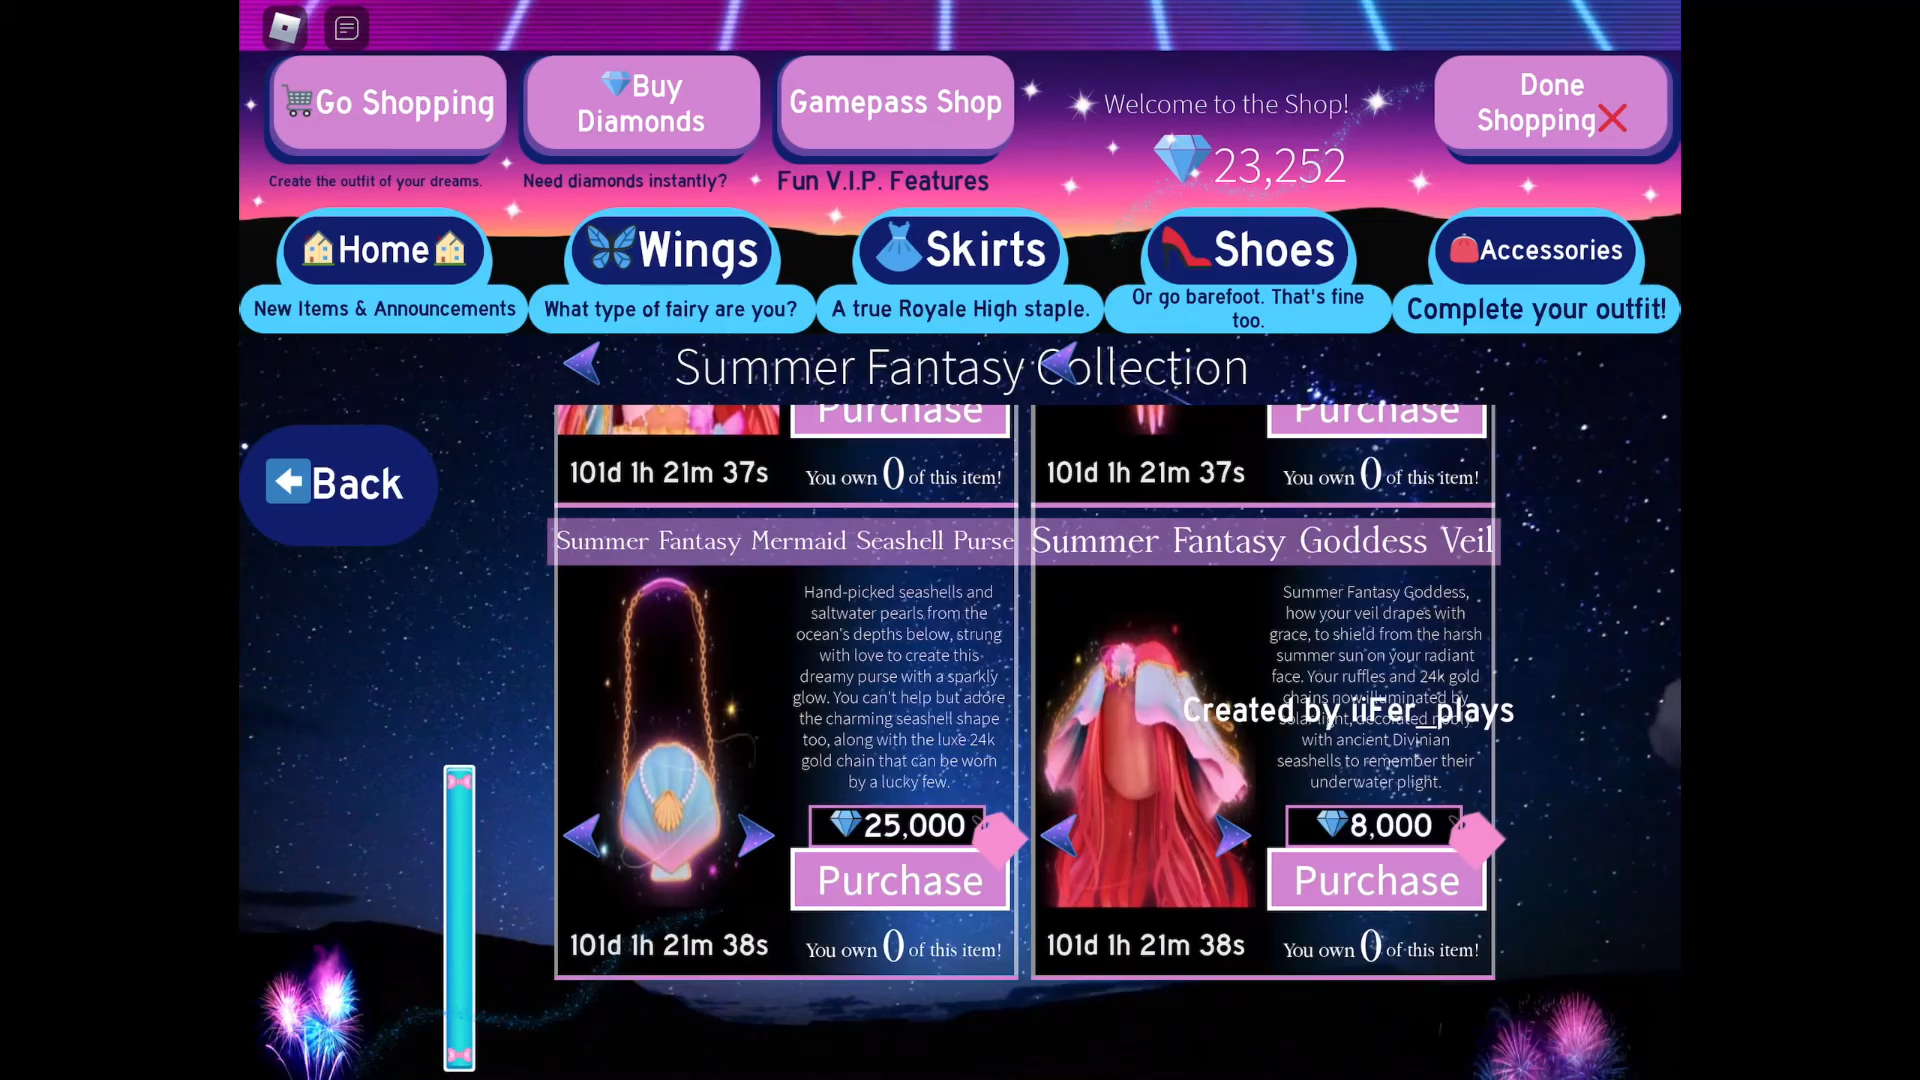 Go Shopping
Buy
Diamonds
Gamepass Shop
Welcome to the Shop!
23,252
Done
Shopping
Create the outfit of your dreams.
Need diamonds instantly?
Fun V.I.P. Features
Home
Wings
Skirts
Shoes
Accessories
New Items & Announcements
What type of fairy are you?
A true Royale High staple.
Or go barefoot. That's fine
too.
Complete your outfit!
Summer Fantasy Collection
Back
Purchase
101d 1h 21m 37s
You own 0 of this item!
Purchase
101d 1h 21m 37s
You own 0 of this item!
Summer Fantasy Mermaid Seashell Purse
Hand-picked seashells and
saltwater pearls from the
ocean's depths below, strung
with love to create this
dreamy purse with a sparkly
glow. You can't help but adore
the charming seashell shape
too, along with the luxe 24k
gold chain that can be worn
by a lucky few.
25,000
Purchase
101d 1h 21m 38s
You own 0 of this item!
Summer Fantasy Goddess Veil
Summer Fantasy Goddess,
how your veil drapes with
grace, to shield from the harsh
summer sun on your radiant
face. Your ruffles and 24k gold
chains now illuminated by
solar light, decorated nobly
with ancient Divinian
seashells to remember their
underwater plight.
Created by iiFer_plays
8,000
Purchase
101d 1h 21m 38s
You own 0 of this item!